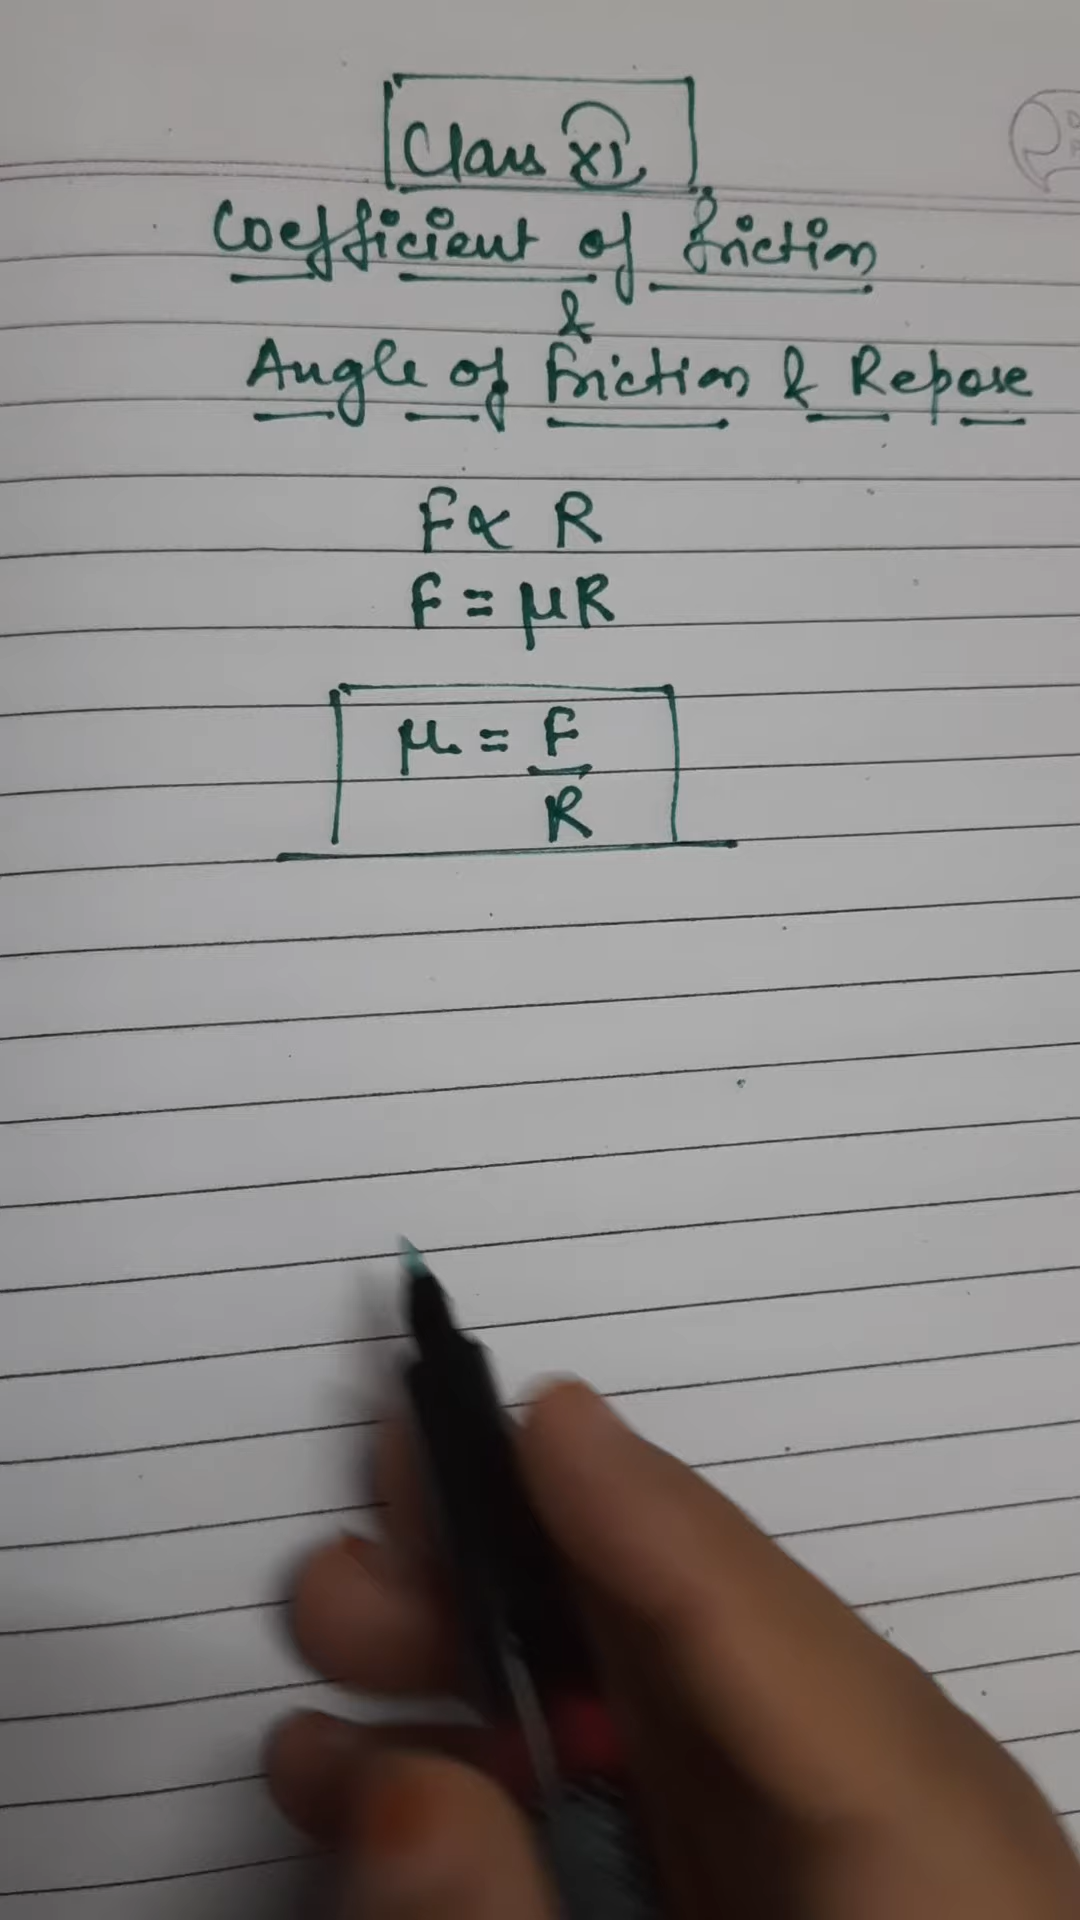 Class XI
Coefficient of friction
&
Angle of Friction & Repose
F ∝ R
F = μR
μ = F
R